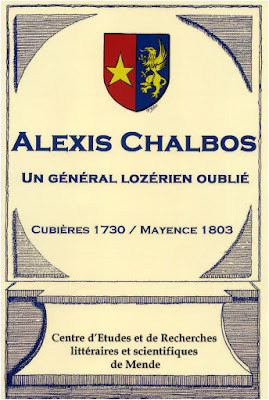 ALEXIS CHALBOS
UN GÉNÉRAL LOZÉRIEN OUBLIÉ
CUBIÈRES 1730 / MAYENCE 1803
Centre d'Etudes et de Recherches
littéraires et scientifiques
de Mende